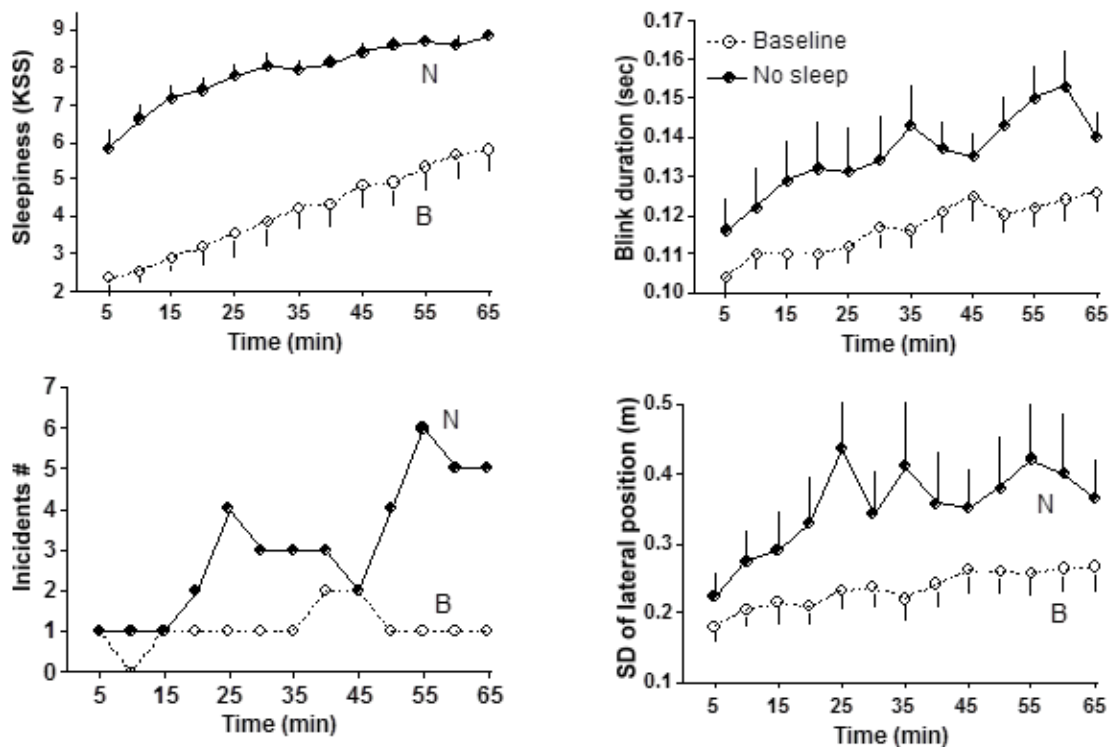 Sleepiness (KSS)
9
8
7
6
5
4
3
2
N
B
5 15 25 35 45 55 65
Time (min)
Blink duration (sec)
0.17
0.16
0.15
0.14
0.13
0.12
0.11
0.10
Baseline
No sleep
5 15 25 35 45 55 65
Time (min)
Inicidents #
7
6
5
4
3
2
1
0
N
B
5 15 25 35 45 55 65
Time (min)
SD of lateral position (m)
0.5
0.4
0.3
0.2
0.1
N
B
5 15 25 35 45 55 65
Time (min)